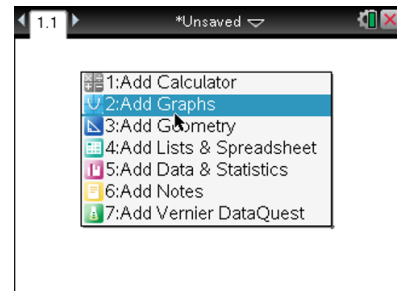 1.1
*Unsaved
1:Add Calculator
2:Add Graphs
3:Add Geometry
4:Add Lists & Spreadsheet
5:Add Data & Statistics
6:Add Notes
7:Add Vernier DataQuest